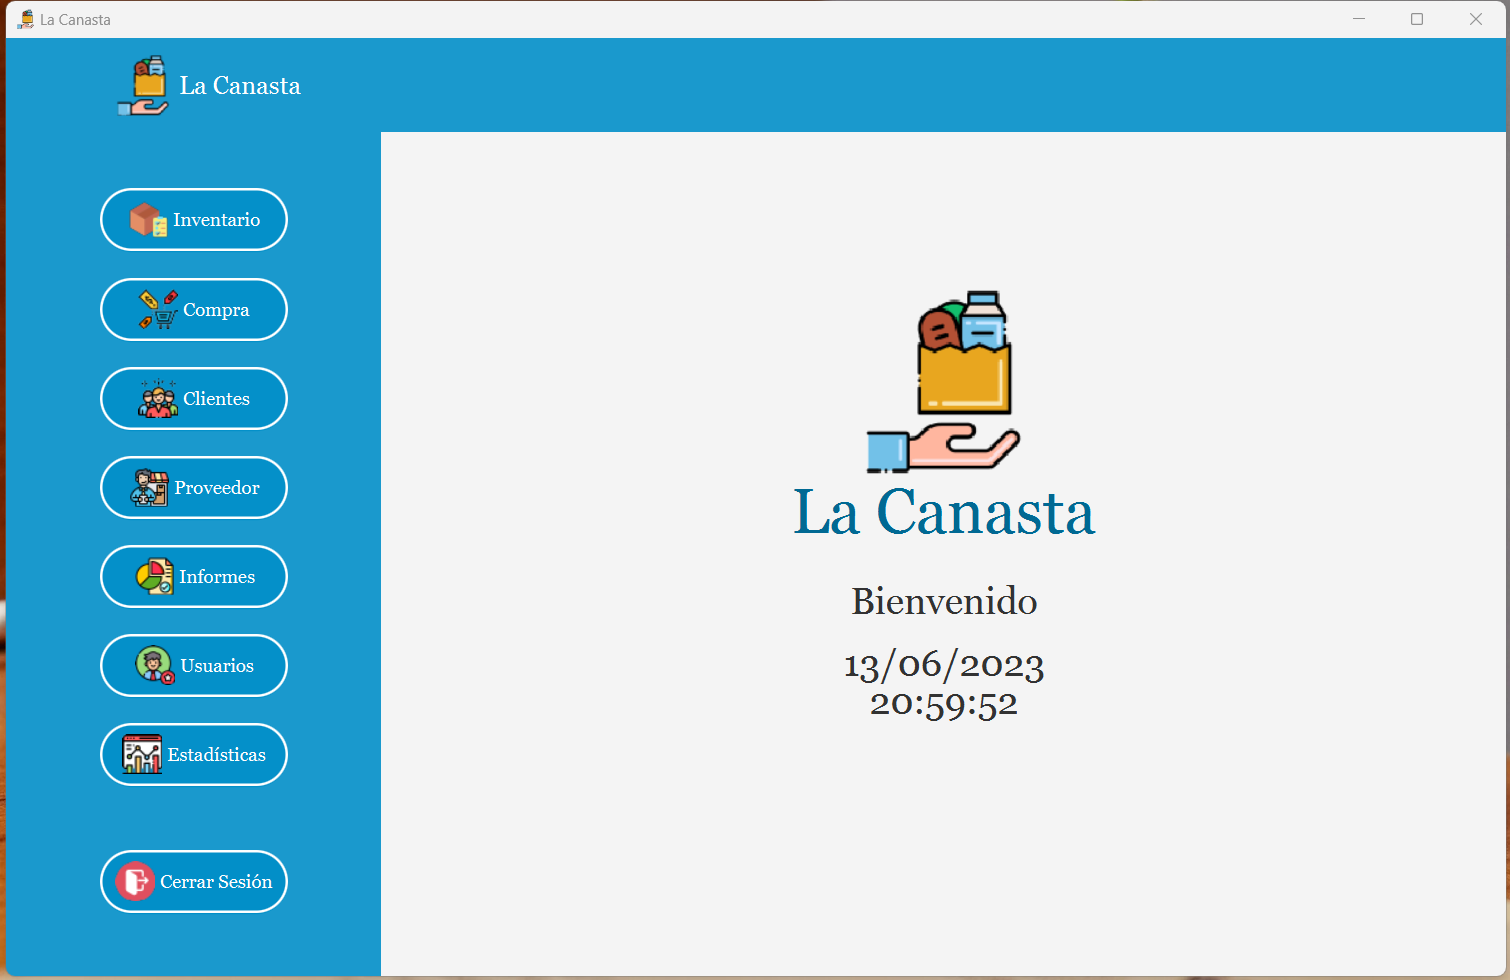 La Canasta
La Canasta
Inventario
Compra
Clientes
Proveedor
Informes
Usuarios
Estadísticas
Cerrar Sesión
La Canasta
Bienvenido
13/06/2023
20:59:52